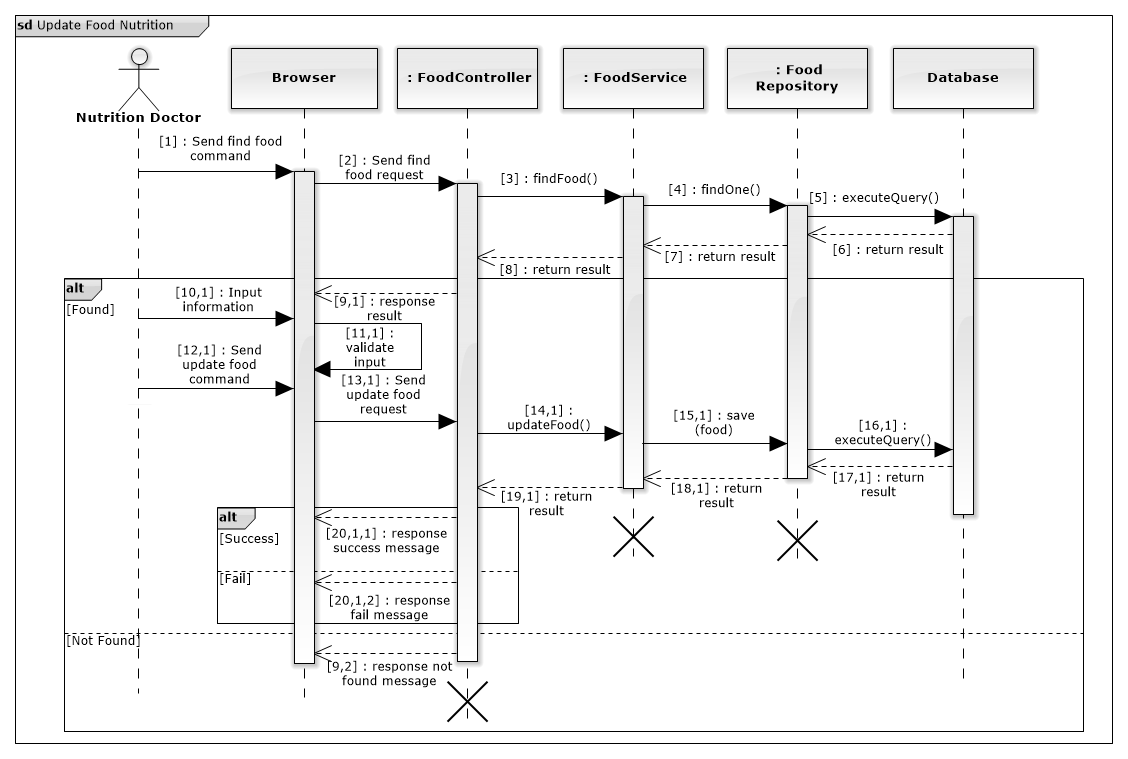 sd Update Food Nutrition
Nutrition Doctor
Browser
: FoodController
: FoodService
: Food
Repository
Database
[1] : Send find food
command
[2] : Send find
food request
[3] : findFood()
[4] : findOne()
[5] : executeQuery()
[6] : return result
[7] : return result
[8] : return result
alt
[Found]
[9,1] : response
result
[10,1] : Input
information
[11,1] :
validate
input
[12,1] : Send
update food
command
[13,1] : Send
update food
request
[14,1] :
updateFood()
[15,1] : save
(food)
[16,1] :
executeQuery()
[17,1] : return
result
[18,1] : return
result
[19,1] : return
result
alt
[Success]
[20,1,1] : response
success message
[Fail]
[20,1,2] : response
fail message
[Not Found]
[9,2] : response not
found message